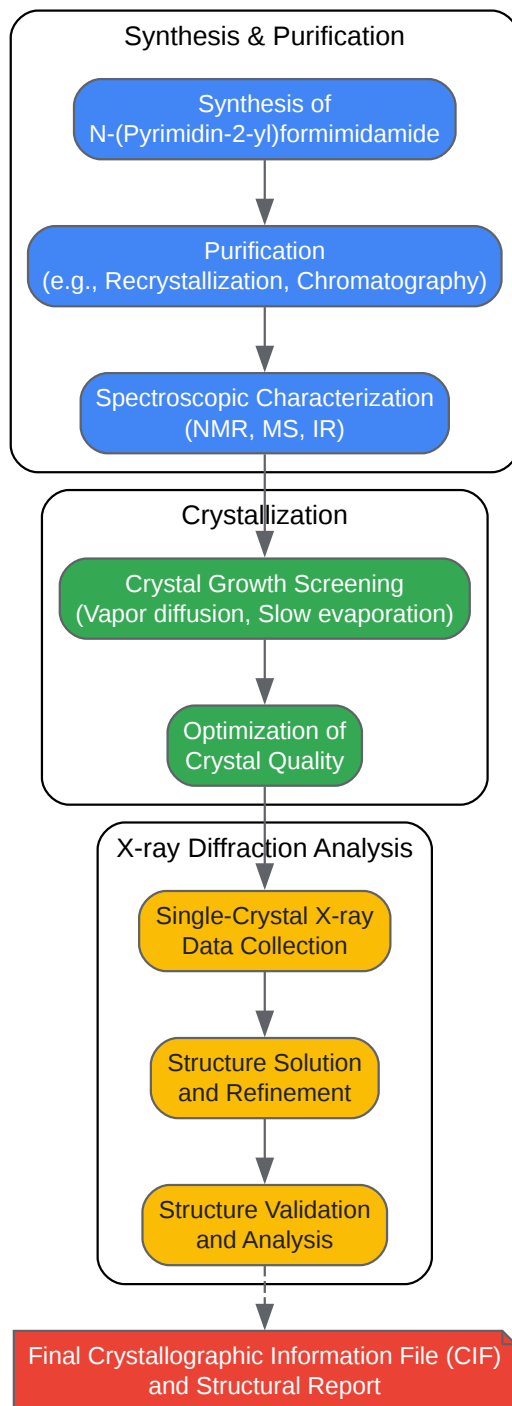 Synthesis & Purification
Synthesis of
N-(Pyrimidin-2-yl)formimidamide
Purification
(e.g., Recrystallization, Chromatography)
Spectroscopic Characterization
(NMR, MS, IR)
Crystallization
Crystal Growth Screening
(Vapor diffusion, Slow evaporation)
Optimization of
Crystal Quality
X-ray Diffraction Analysis
Single-Crystal X-ray
Data Collection
Structure Solution
and Refinement
Structure Validation
and Analysis
Final Crystallographic Information File (CIF)
and Structural Report